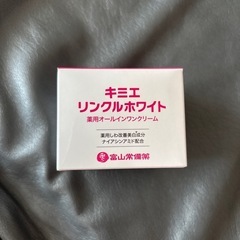 キミエ
リンクルホワイト
薬用オールインワンクリーム
薬用しわ改善美白成分
ナイアシンアミド配合
富山常備薬